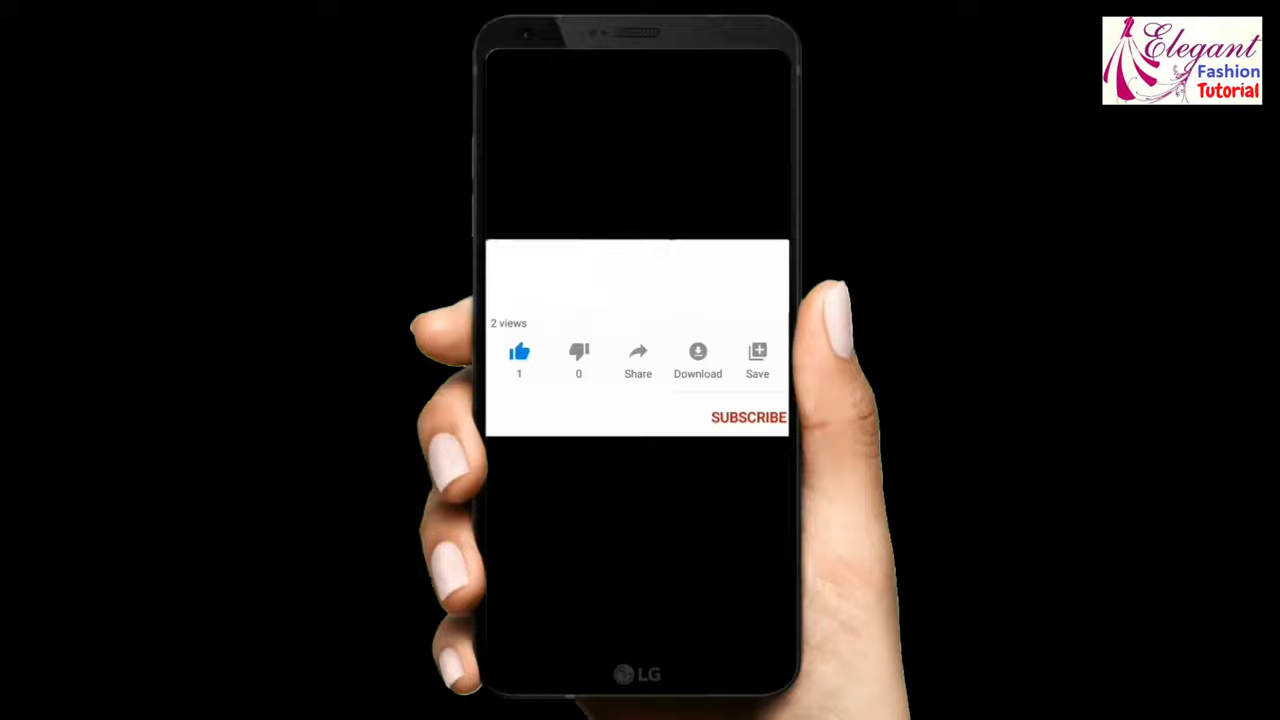 Elegant
Fashion
Tutorial
2 views
1
0
Share
Download
Save
SUBSCRIBE
LG